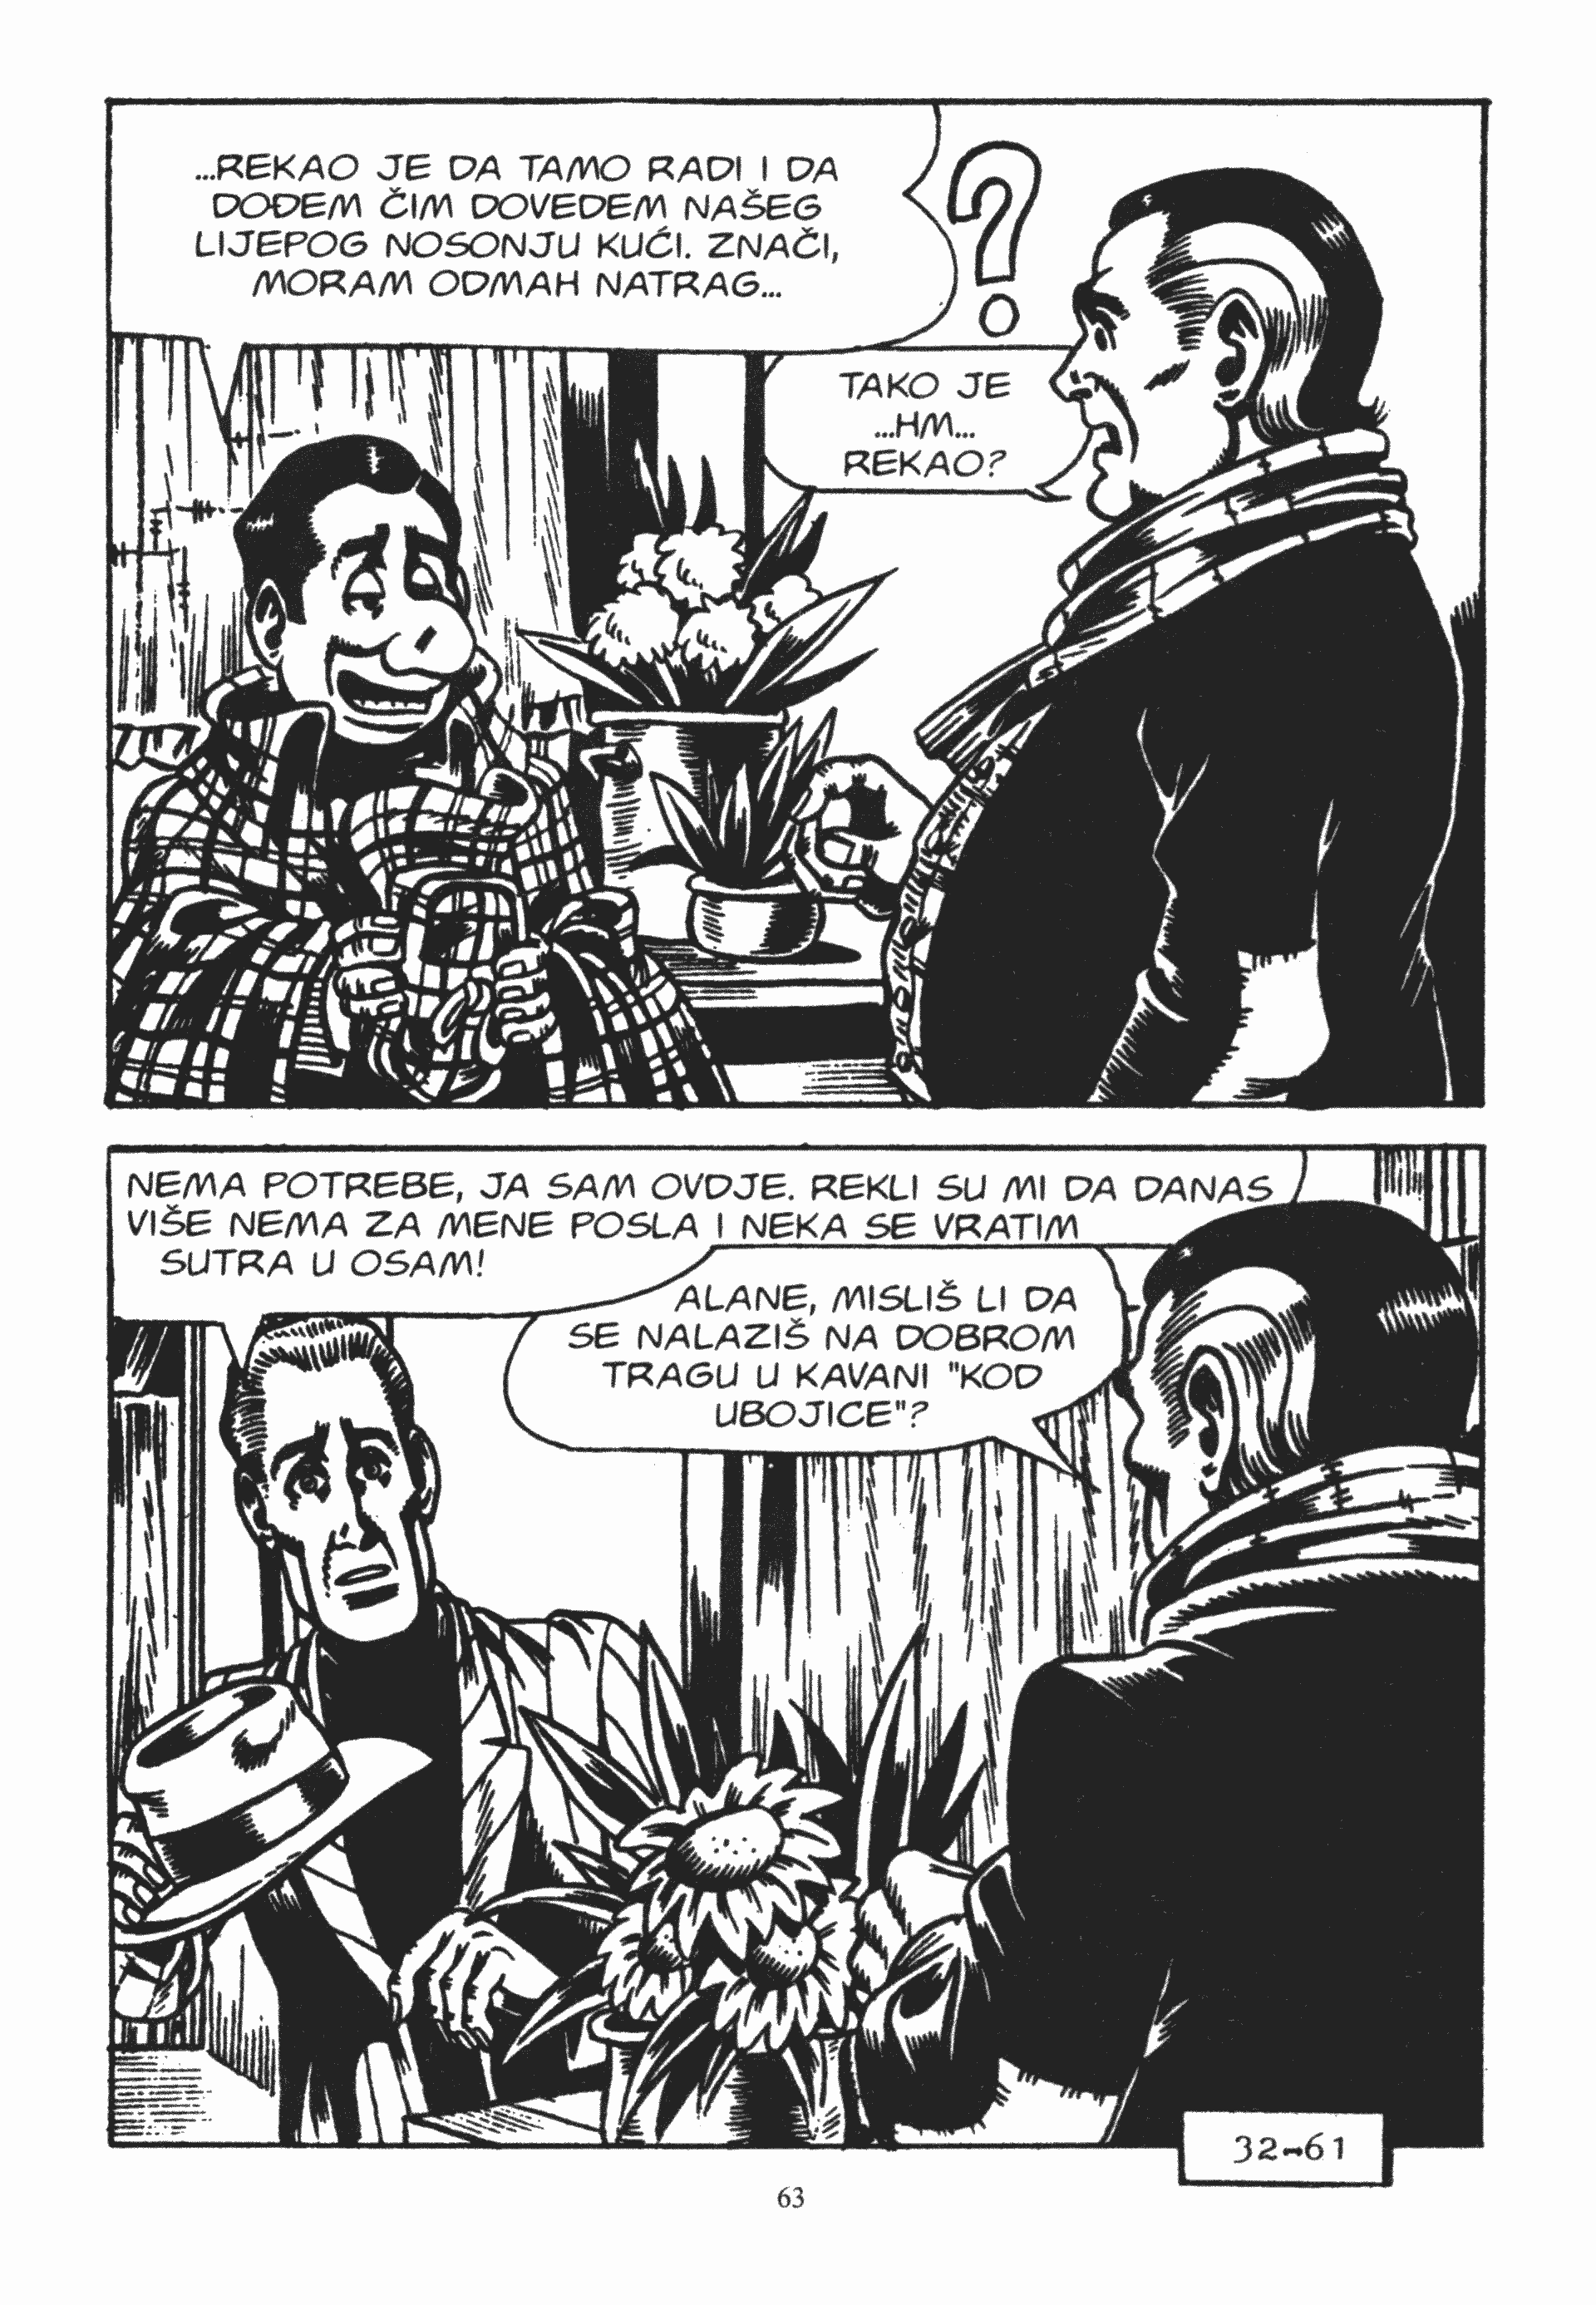 ...REKAO JE DA TAMO RADI I DA
DOĐEM ČIM DOVEDEM NAŠEG
LIJEPOG NOSONJU KUĆI. ZNAČI,
MORAM ODMAH NATRAG...
?
TAKO JE
...HM...
REKAO?
NEMA POTREBE, JA SAM OVDJE. REKLI SU MI DA DANAS
VIŠE NEMA ZA MENE POSLA I NEKA SE VRATIM
SUTRA U OSAM!
ALANE, MISLIŠ LI DA
SE NALAZIŠ NA DOBROM
TRAGU U KAVANI "KOD
UBOJICE"?
32-61
63